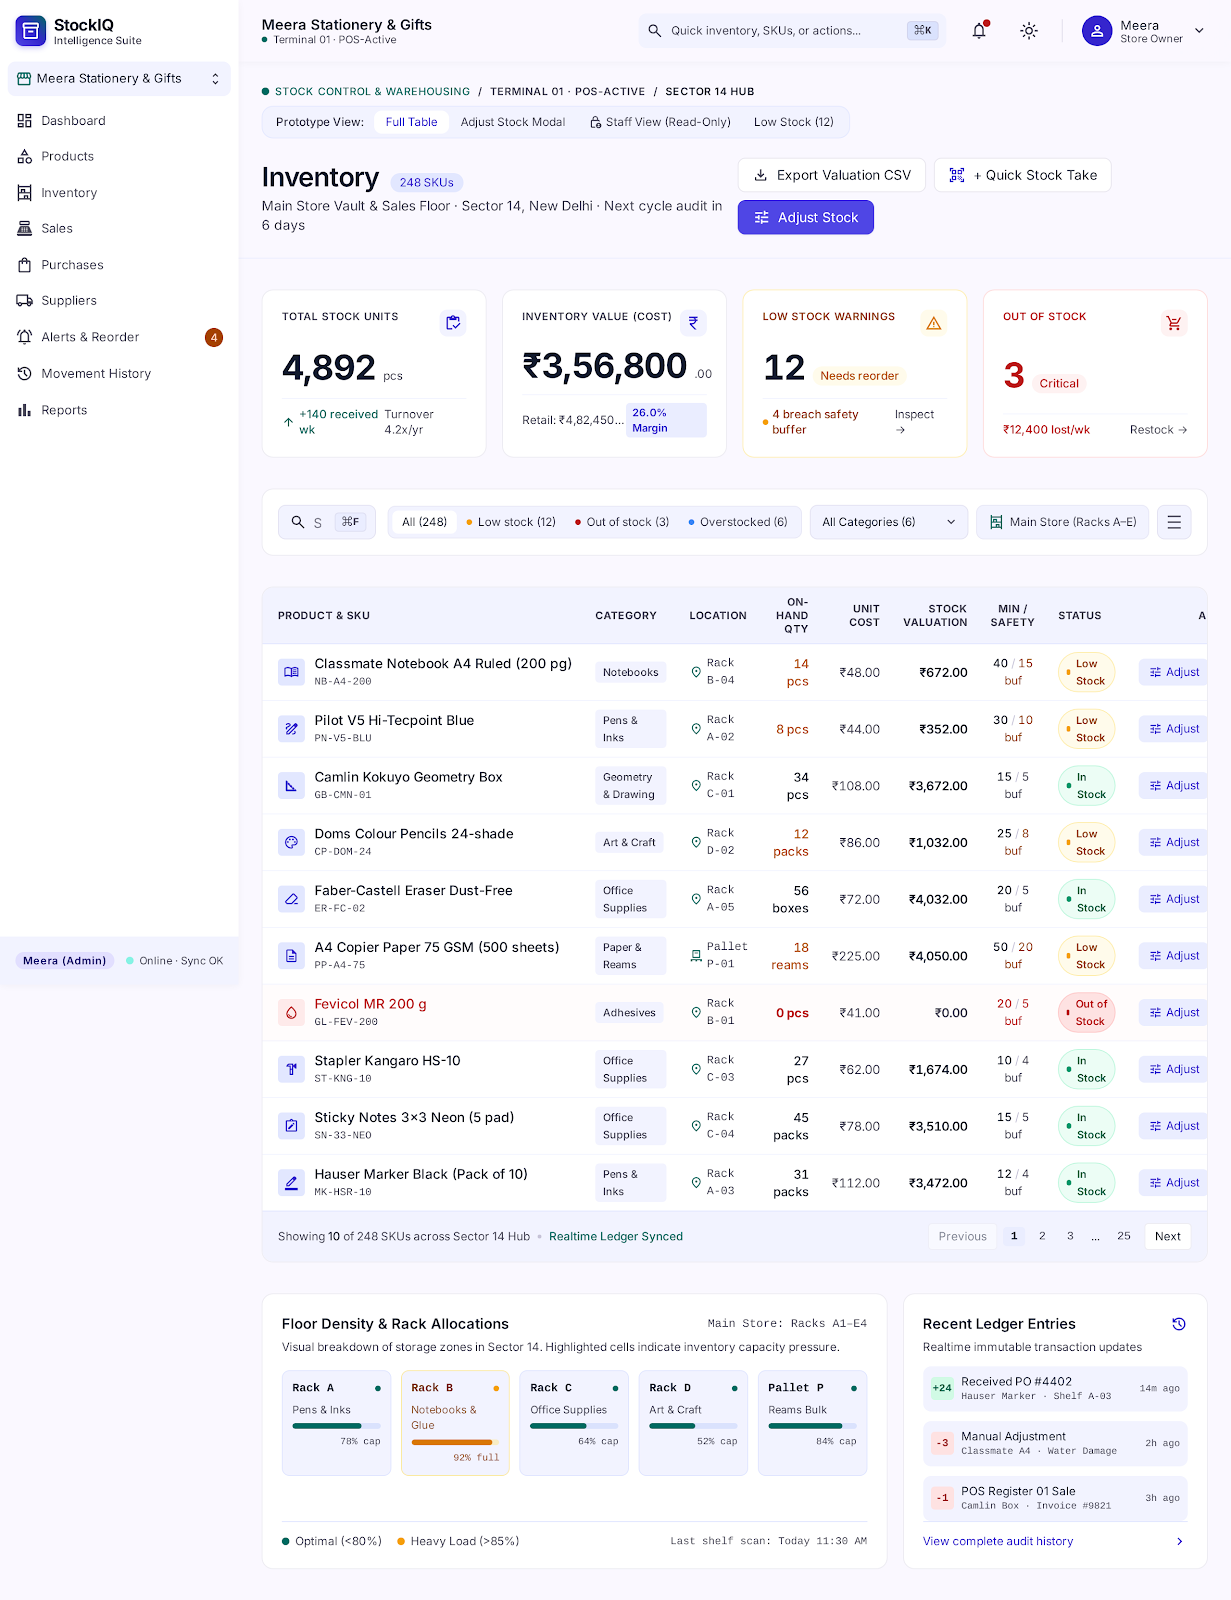 StockIQ
Intelligence Suite
Meera Stationery & Gifts
Dashboard
Products
Inventory
Sales
Purchases
Suppliers
Alerts & Reorder 4
Movement History
Reports
Meera (Admin) Online · Sync OK
Meera Stationery & Gifts
Terminal 01 · POS-Active
Quick inventory, SKUs, or actions... ⌘K
Meera
Store Owner
STOCK CONTROL & WAREHOUSING / TERMINAL 01 · POS-ACTIVE / SECTOR 14 HUB
Prototype View: Full Table Adjust Stock Modal Staff View (Read-Only) Low Stock (12)
Inventory 248 SKUs
Main Store Vault & Sales Floor · Sector 14, New Delhi · Next cycle audit in
6 days
Export Valuation CSV
+ Quick Stock Take
Adjust Stock
TOTAL STOCK UNITS
4,892 pcs
+140 received
wk
Turnover
4.2x/yr
INVENTORY VALUE (COST)
₹3,56,800 .00
Retail: ₹4,82,450...
26.0%
Margin
LOW STOCK WARNINGS
12 Needs reorder
4 breach safety
buffer
Inspect
→
OUT OF STOCK
3 Critical
₹12,400 lost/wk
Restock →
S ⌘F
All (248) Low stock (12) Out of stock (3) Overstocked (6)
All Categories (6)
Main Store (Racks A–E)
PRODUCT & SKU
CATEGORY
LOCATION
ON-
HAND
QTY
UNIT
COST
STOCK
VALUATION
MIN /
SAFETY
STATUS
A
Classmate Notebook A4 Ruled (200 pg)
NB-A4-200
Notebooks
Rack
B-04
14
pcs
₹48.00
₹672.00
40 / 15
buf
Low
Stock
Adjust
Pilot V5 Hi-Tecpoint Blue
PN-V5-BLU
Pens &
Inks
Rack
A-02
8 pcs
₹44.00
₹352.00
30 / 10
buf
Low
Stock
Adjust
Camlin Kokuyo Geometry Box
GB-CMN-01
Geometry
& Drawing
Rack
C-01
34
pcs
₹108.00
₹3,672.00
15 / 5
buf
In
Stock
Adjust
Doms Colour Pencils 24-shade
CP-DOM-24
Art & Craft
Rack
D-02
12
packs
₹86.00
₹1,032.00
25 / 8
buf
Low
Stock
Adjust
Faber-Castell Eraser Dust-Free
ER-FC-02
Office
Supplies
Rack
A-05
56
boxes
₹72.00
₹4,032.00
20 / 5
buf
In
Stock
Adjust
A4 Copier Paper 75 GSM (500 sheets)
PP-A4-75
Paper &
Reams
Pallet
P-01
18
reams
₹225.00
₹4,050.00
50 / 20
buf
Low
Stock
Adjust
Fevicol MR 200 g
GL-FEV-200
Adhesives
Rack
B-01
0 pcs
₹41.00
₹0.00
20 / 5
buf
Out of
Stock
Adjust
Stapler Kangaro HS-10
ST-KNG-10
Office
Supplies
Rack
C-03
27
pcs
₹62.00
₹1,674.00
10 / 4
buf
In
Stock
Adjust
Sticky Notes 3×3 Neon (5 pad)
SN-33-NEO
Office
Supplies
Rack
C-04
45
packs
₹78.00
₹3,510.00
15 / 5
buf
In
Stock
Adjust
Hauser Marker Black (Pack of 10)
MK-HSR-10
Pens &
Inks
Rack
A-03
31
packs
₹112.00
₹3,472.00
12 / 4
buf
In
Stock
Adjust
Showing 10 of 248 SKUs across Sector 14 Hub • Realtime Ledger Synced
Previous 1 2 3 ... 25 Next
Floor Density & Rack Allocations
Main Store: Racks A1–E4
Visual breakdown of storage zones in Sector 14. Highlighted cells indicate inventory capacity pressure.
Rack A
Pens & Inks
78% cap
Rack B
Notebooks &
Glue
92% full
Rack C
Office Supplies
64% cap
Rack D
Art & Craft
52% cap
Pallet P
Reams Bulk
84% cap
Optimal (<80%) Heavy Load (>85%)
Last shelf scan: Today 11:30 AM
Recent Ledger Entries
Realtime immutable transaction updates
+24
Received PO #4402
Hauser Marker · Shelf A-03
14m ago
-3
Manual Adjustment
Classmate A4 · Water Damage
2h ago
-1
POS Register 01 Sale
Camlin Box · Invoice #9821
3h ago
View complete audit history